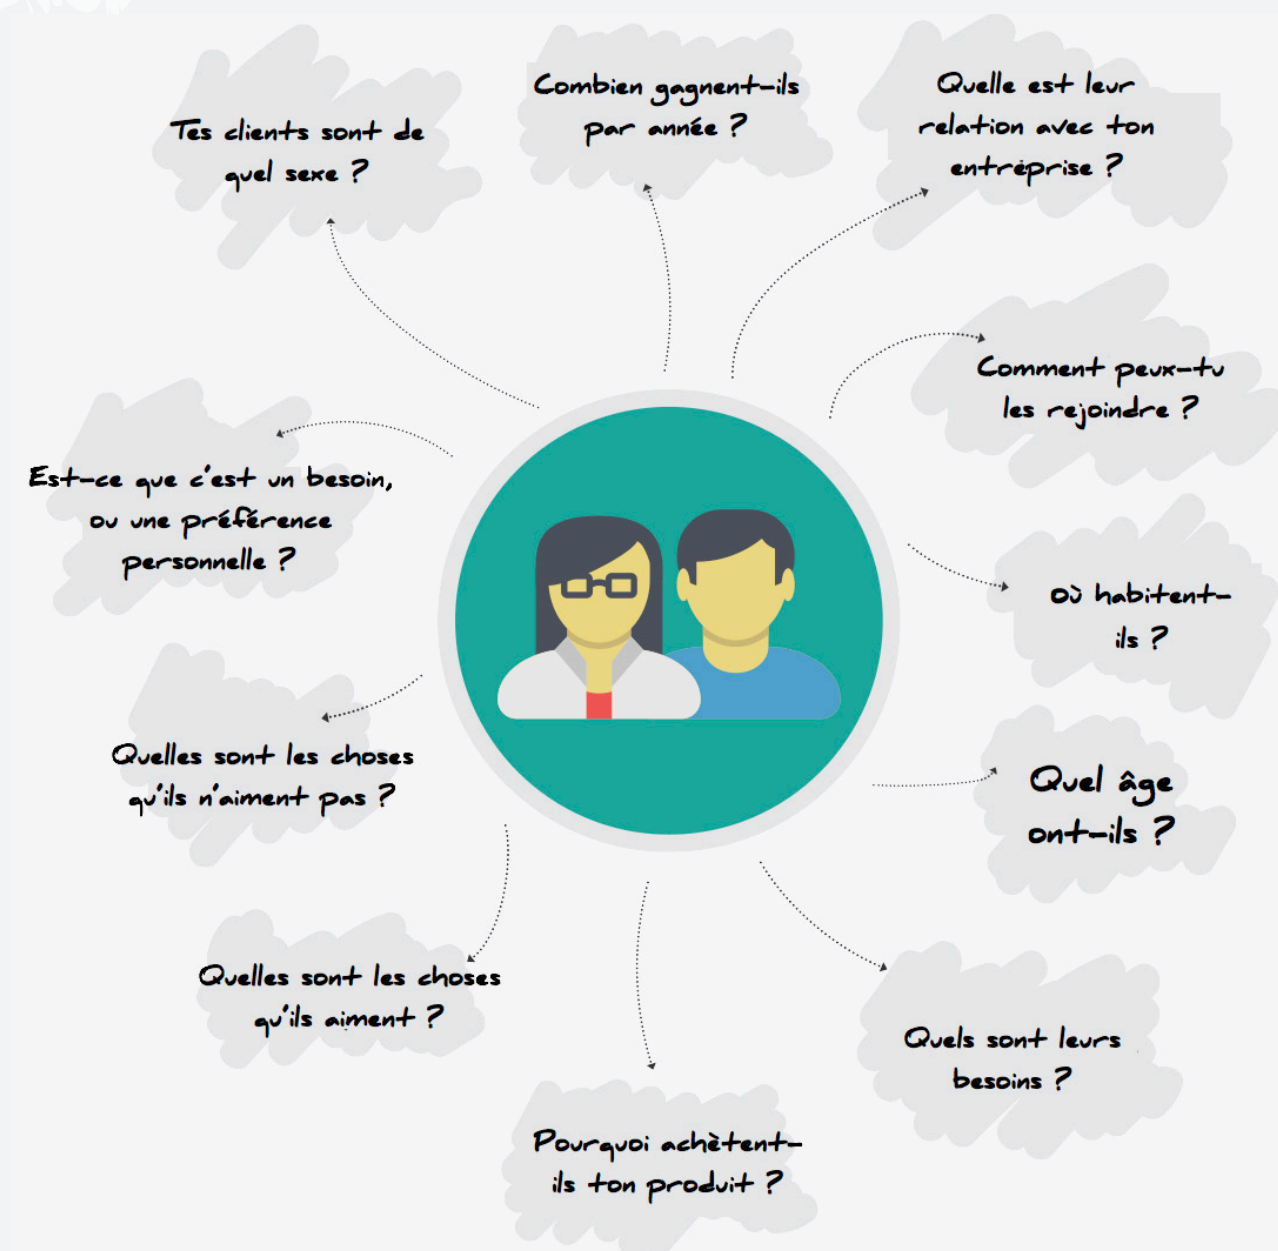 Tes clients sont de
quel sexe ?
Combien gagnent-ils
par année ?
Quelle est leur
relation avec ton
entreprise ?
Comment peux-tu
les rejoindre ?
Est-ce que c'est un besoin,
ou une préférence
personnelle ?
où habitent-
ils ?
Quelles sont les choses
qu'ils n'aiment pas ?
Quel âge
ont-ils ?
Quelles sont les choses
qu'ils aiment ?
Quels sont leurs
besoins ?
Pourquoi achètent-
ils ton produit ?